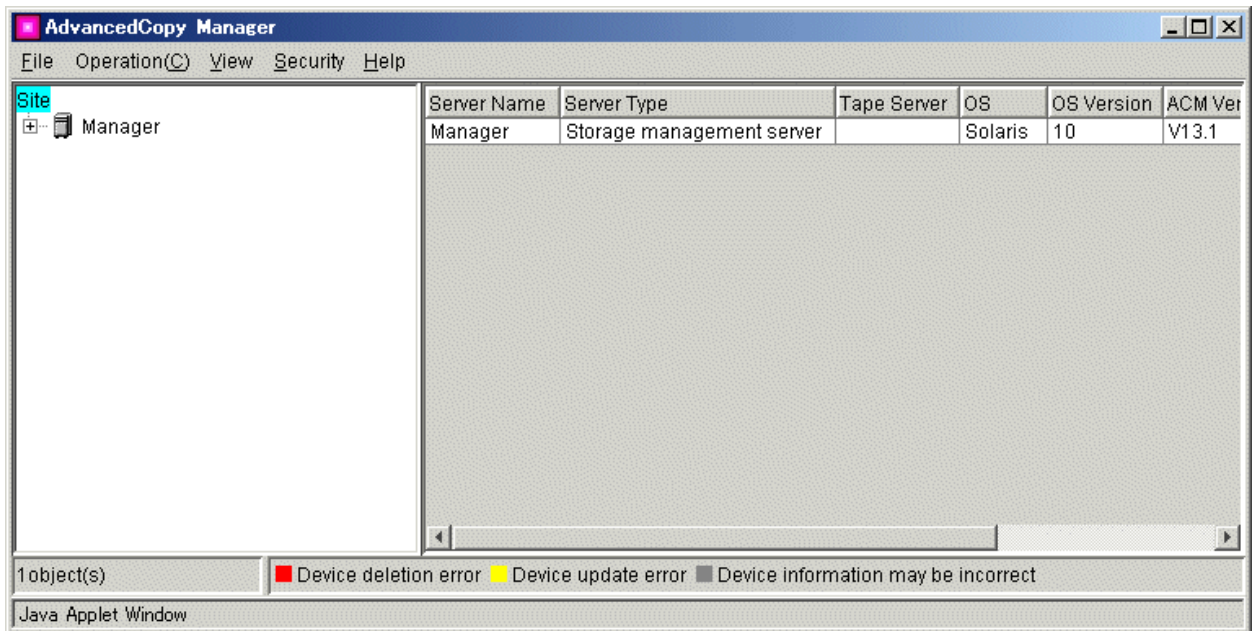 AdvancedCopy Manager
File Operation(C) View Security Help
Site
Manager
Server Name Server Type Tape Server OS OS Version ACM Ver
Manager Storage management server Solaris 10 V13.1
1object(s) Device deletion error Device update error Device information may be incorrect
Java Applet Window